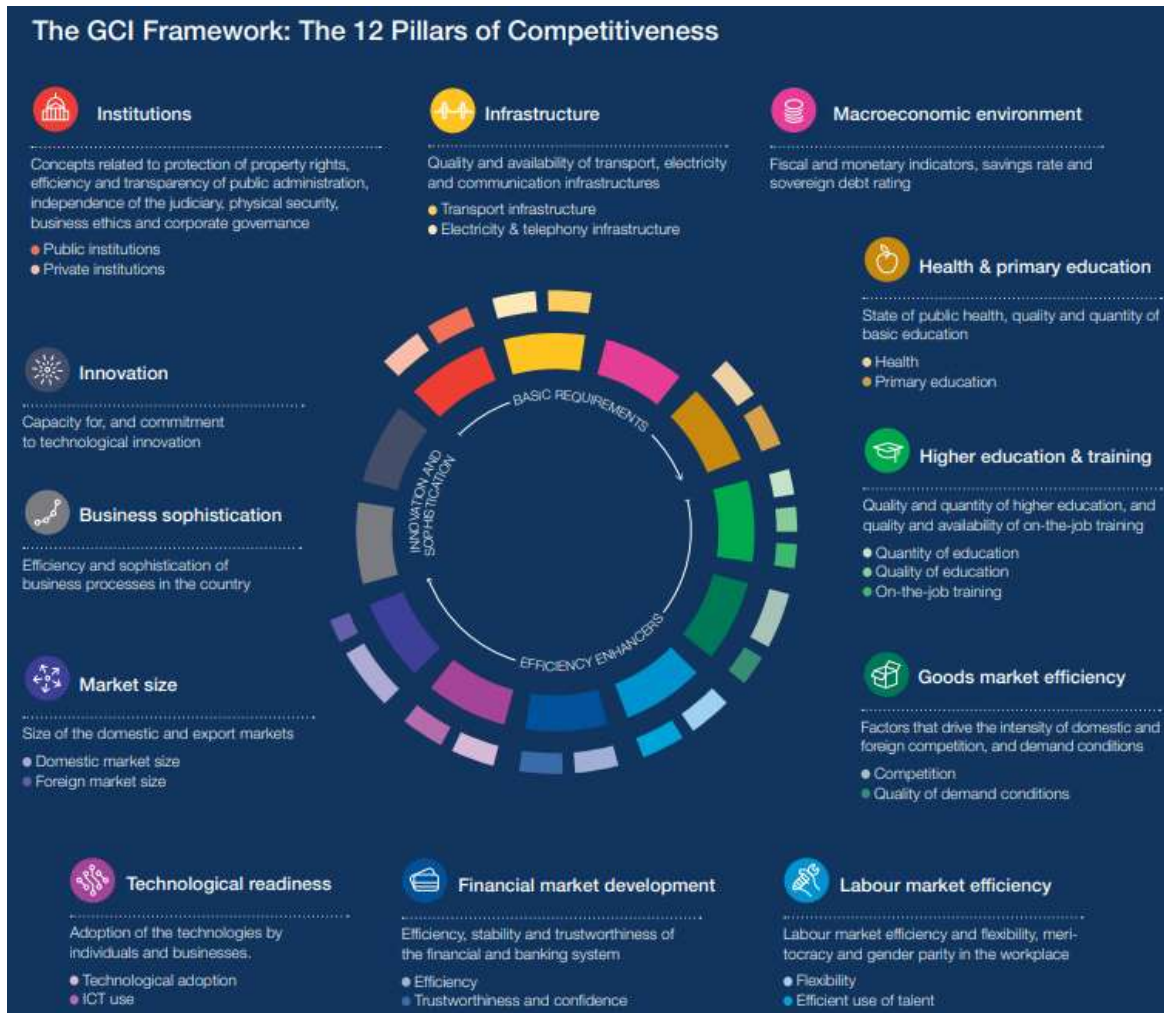 The GCI Framework: The 12 Pillars of Competitiveness
Institutions
Concepts related to protection of property rights,
efficiency and transparency of public administration,
independence of the judiciary, physical security,
business ethics and corporate governance
Public institutions
Private institutions
Infrastructure
Quality and availability of transport, electricity
and communication infrastructures
Transport infrastructure
Electricity & telephony infrastructure
Macroeconomic environment
Fiscal and monetary indicators, savings rate and
sovereign debt rating
Health & primary education
State of public health, quality and quantity of
basic education
Health
Primary education
Higher education & training
Quality and quantity of higher education, and
quality and availability of on-the-job training
Quantity of education
Quality of education
On-the-job training
Goods market efficiency
Factors that drive the intensity of domestic and
foreign competition, and demand conditions
Competition
Quality of demand conditions
Labour market efficiency
Labour market efficiency and flexibility, meri-
tocracy and gender parity in the workplace
Flexibility
Efficient use of talent
Financial market development
Efficiency, stability and trustworthiness of
the financial and banking system
Efficiency
Trustworthiness and confidence
Technological readiness
Adoption of the technologies by
individuals and businesses.
Technological adoption
ICT use
Market size
Size of the domestic and export markets
Domestic market size
Foreign market size
Business sophistication
Efficiency and sophistication of
business processes in the country
Innovation
Capacity for, and commitment
to technological innovation
BASIC REQUIREMENTS
EFFICIENCY ENHANCERS
INNOVATION AND
SOPHISTICATION